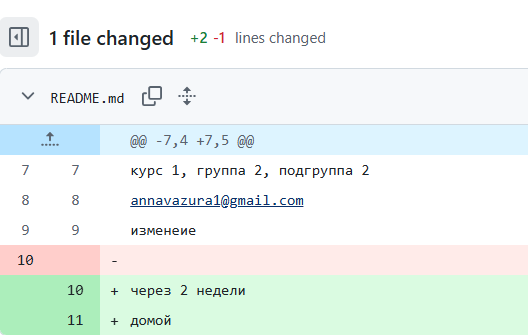 1 file changed +2 -1 lines changed
README.md
@@ -7,4 +7,5 @@
7 7 курс 1, группа 2, подгруппа 2
8 8 annavazura1@gmail.com
9 9 изменеие
10 -
10 + через 2 недели
11 + домой